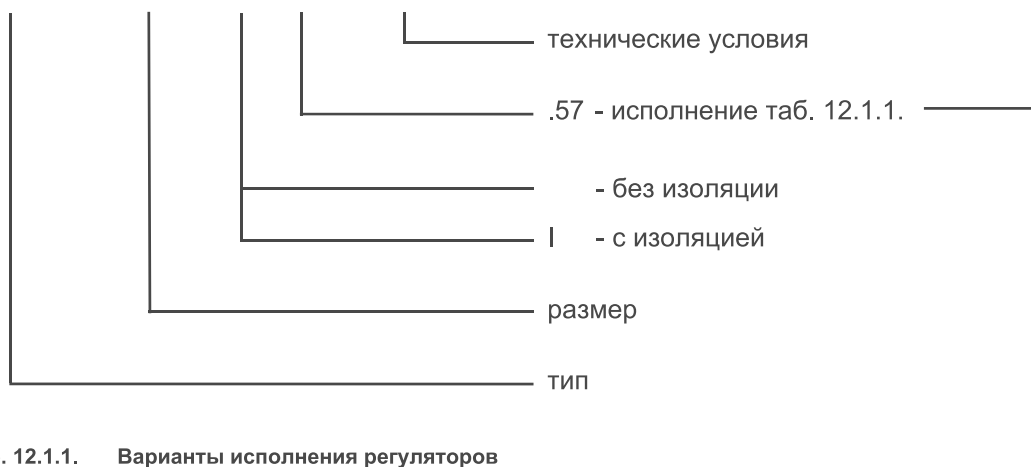 технические условия
.57 - исполнение таб. 12.1.1.
- без изоляции
I - с изоляцией
размер
тип
. 12.1.1. Варианты исполнения регуляторов